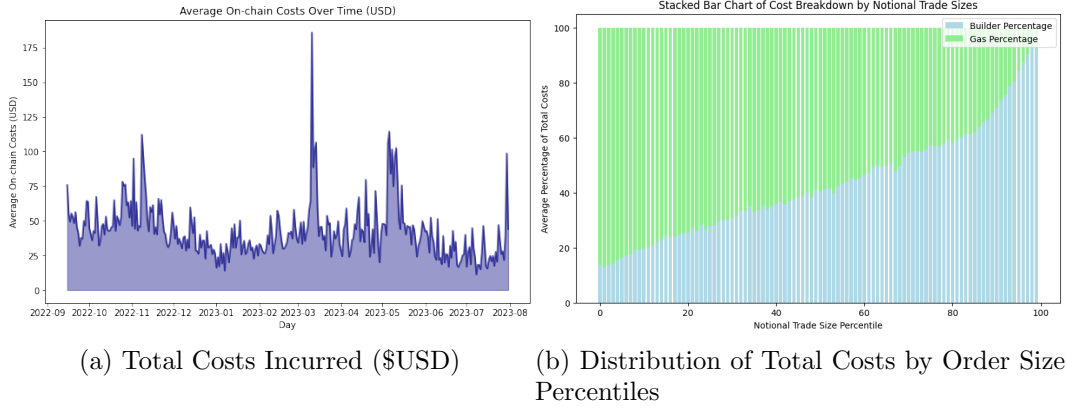 Average On-chain Costs Over Time (USD)
Average On-chain Costs (USD)
175
150
125
100
75
50
25
0
2022-09 2022-10 2022-11 2022-12 2023-01 2023-02 2023-03 2023-04 2023-05 2023-06 2023-07 2023-08
Day
(a) Total Costs Incurred ($USD)
Stacked Bar Chart of Cost Breakdown by Notional Trade Sizes
Builder Percentage
Gas Percentage
Average Percentage of Total Costs
100
80
60
40
20
0
0 20 40 60 80 100
Notional Trade Size Percentile
(b) Distribution of Total Costs by Order Size
Percentiles